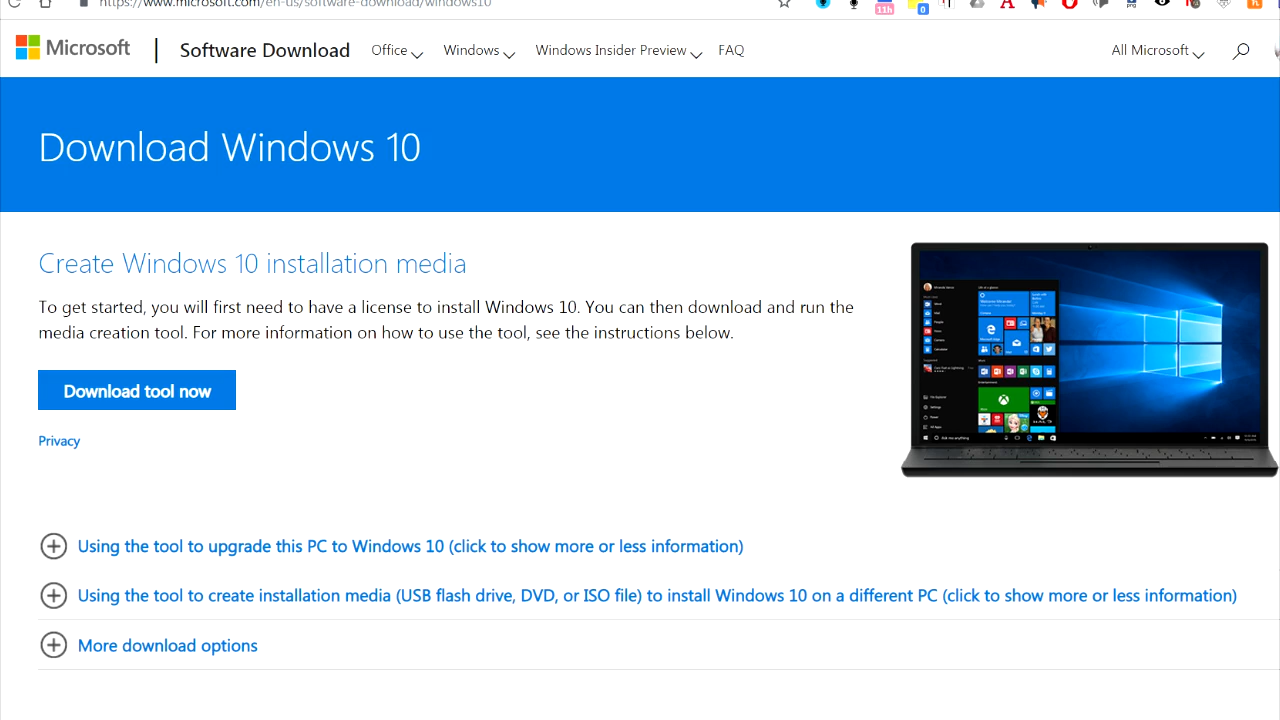 https://www.microsoft.com/en-us/software-download/windows10
11h
0
Microsoft
Software Download
Office
Windows
Windows Insider Preview
FAQ
All Microsoft
Download Windows 10
Create Windows 10 installation media
To get started, you will first need to have a license to install Windows 10. You can then download and run the
media creation tool. For more information on how to use the tool, see the instructions below.
Download tool now
Privacy
Using the tool to upgrade this PC to Windows 10 (click to show more or less information)
Using the tool to create installation media (USB flash drive, DVD, or ISO file) to install Windows 10 on a different PC (click to show more or less information)
More download options